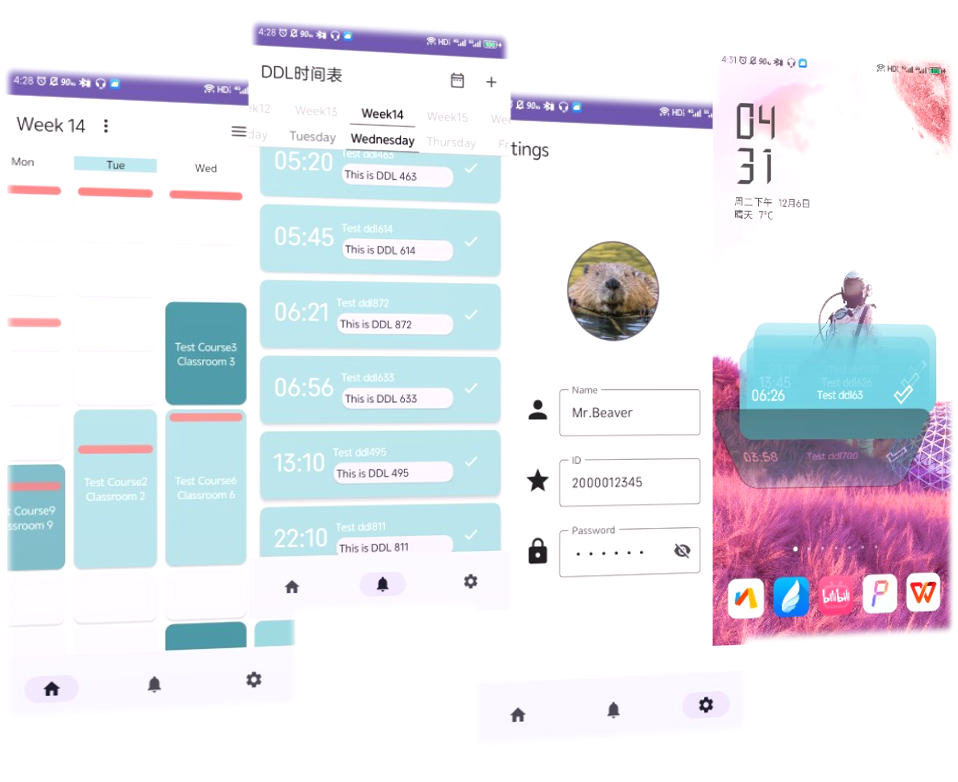 4:28
90%
HD
Week 14
Mon
Tue
Wed
Test Course3
Classroom 3
Test Course2
Classroom 2
Test Course6
Classroom 6
t Course9
ssroom 9
4:28
90%
HD
100
DDL时间表
k12
Week13
Week14
Week15
We
day
Tuesday
Wednesday
Thursday
Fr
05:20
Test ddl463
This is DDL 463
05:45
Test ddl614
This is DDL 614
06:21
Test ddl872
This is DDL 872
06:56
Test ddl633
This is DDL 633
13:10
Test ddl495
This is DDL 495
22:10
Test ddl811
This is DDL 811
HD
tings
Name
Mr.Beaver
ID
2000012345
Password
4:31
HD
04
31
周二下午 12月6日
晴天 7°C
13:45
Test ddl626
06:26
Test ddl63
03:58
Test ddl700
bilibili